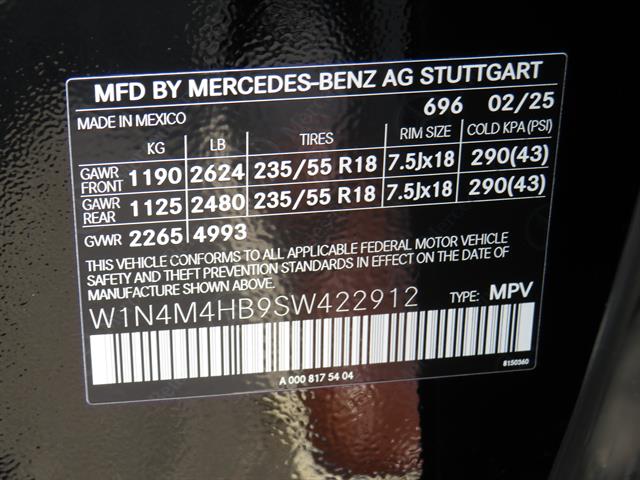 MFD BY MERCEDES-BENZ AG STUTTGART
696 02/25
MADE IN MEXICO
KG LB TIRES RIM SIZE COLD KPA (PSI)
GAWR FRONT 1190 2624 235/55 R18 7.5Jx18 290(43)
GAWR REAR 1125 2480 235/55 R18 7.5Jx18 290(43)
GVWR 2265 4993
THIS VEHICLE CONFORMS TO ALL APPLICABLE FEDERAL MOTOR VEHICLE
SAFETY AND THEFT PREVENTION STANDARDS IN EFFECT ON THE DATE OF
MANUFACTURE SHOWN ABOVE.
W1N4M4HB9SW422912 TYPE: MPV
8150360
A 000 817 54 04